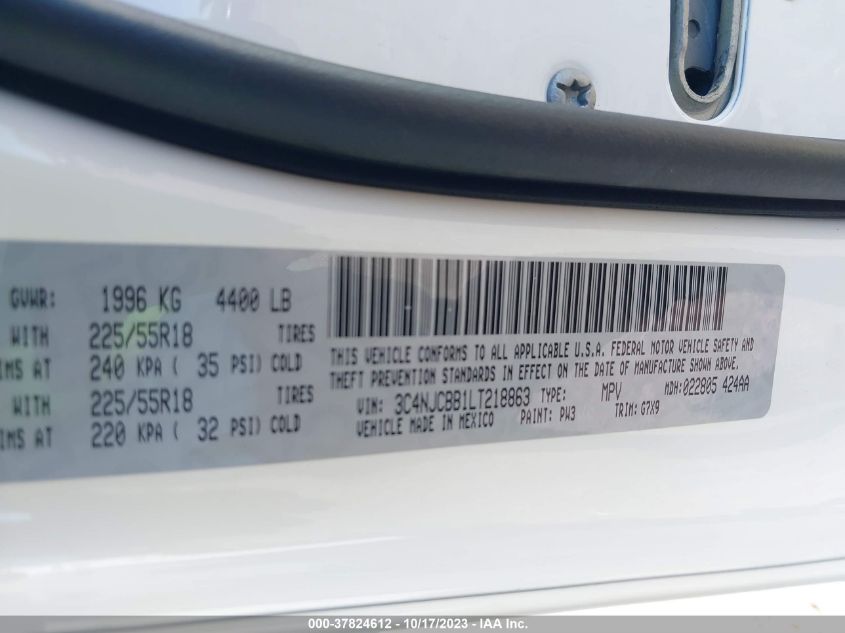 GVWR: 1996 KG 4400 LB
WITH 225/55R18 TIRES
IMS AT 240 KPA ( 35 PSI) COLD
WITH 225/55R18 TIRES
IMS AT 220 KPA ( 32 PSI) COLD
THIS VEHICLE CONFORMS TO ALL APPLICABLE U.S.A. FEDERAL MOTOR VEHICLE SAFETY AND
THEFT PREVENTION STANDARDS IN EFFECT ON THE DATE OF MANUFACTURE SHOWN ABOVE.
VIN: 3C4NJCBB1LT218863 TYPE: MPV MDH:022805 424AA
VEHICLE MADE IN MEXICO PAINT: PW3 TRIM: G7X9
000-37824612 - 10/17/2023 - IAA Inc.